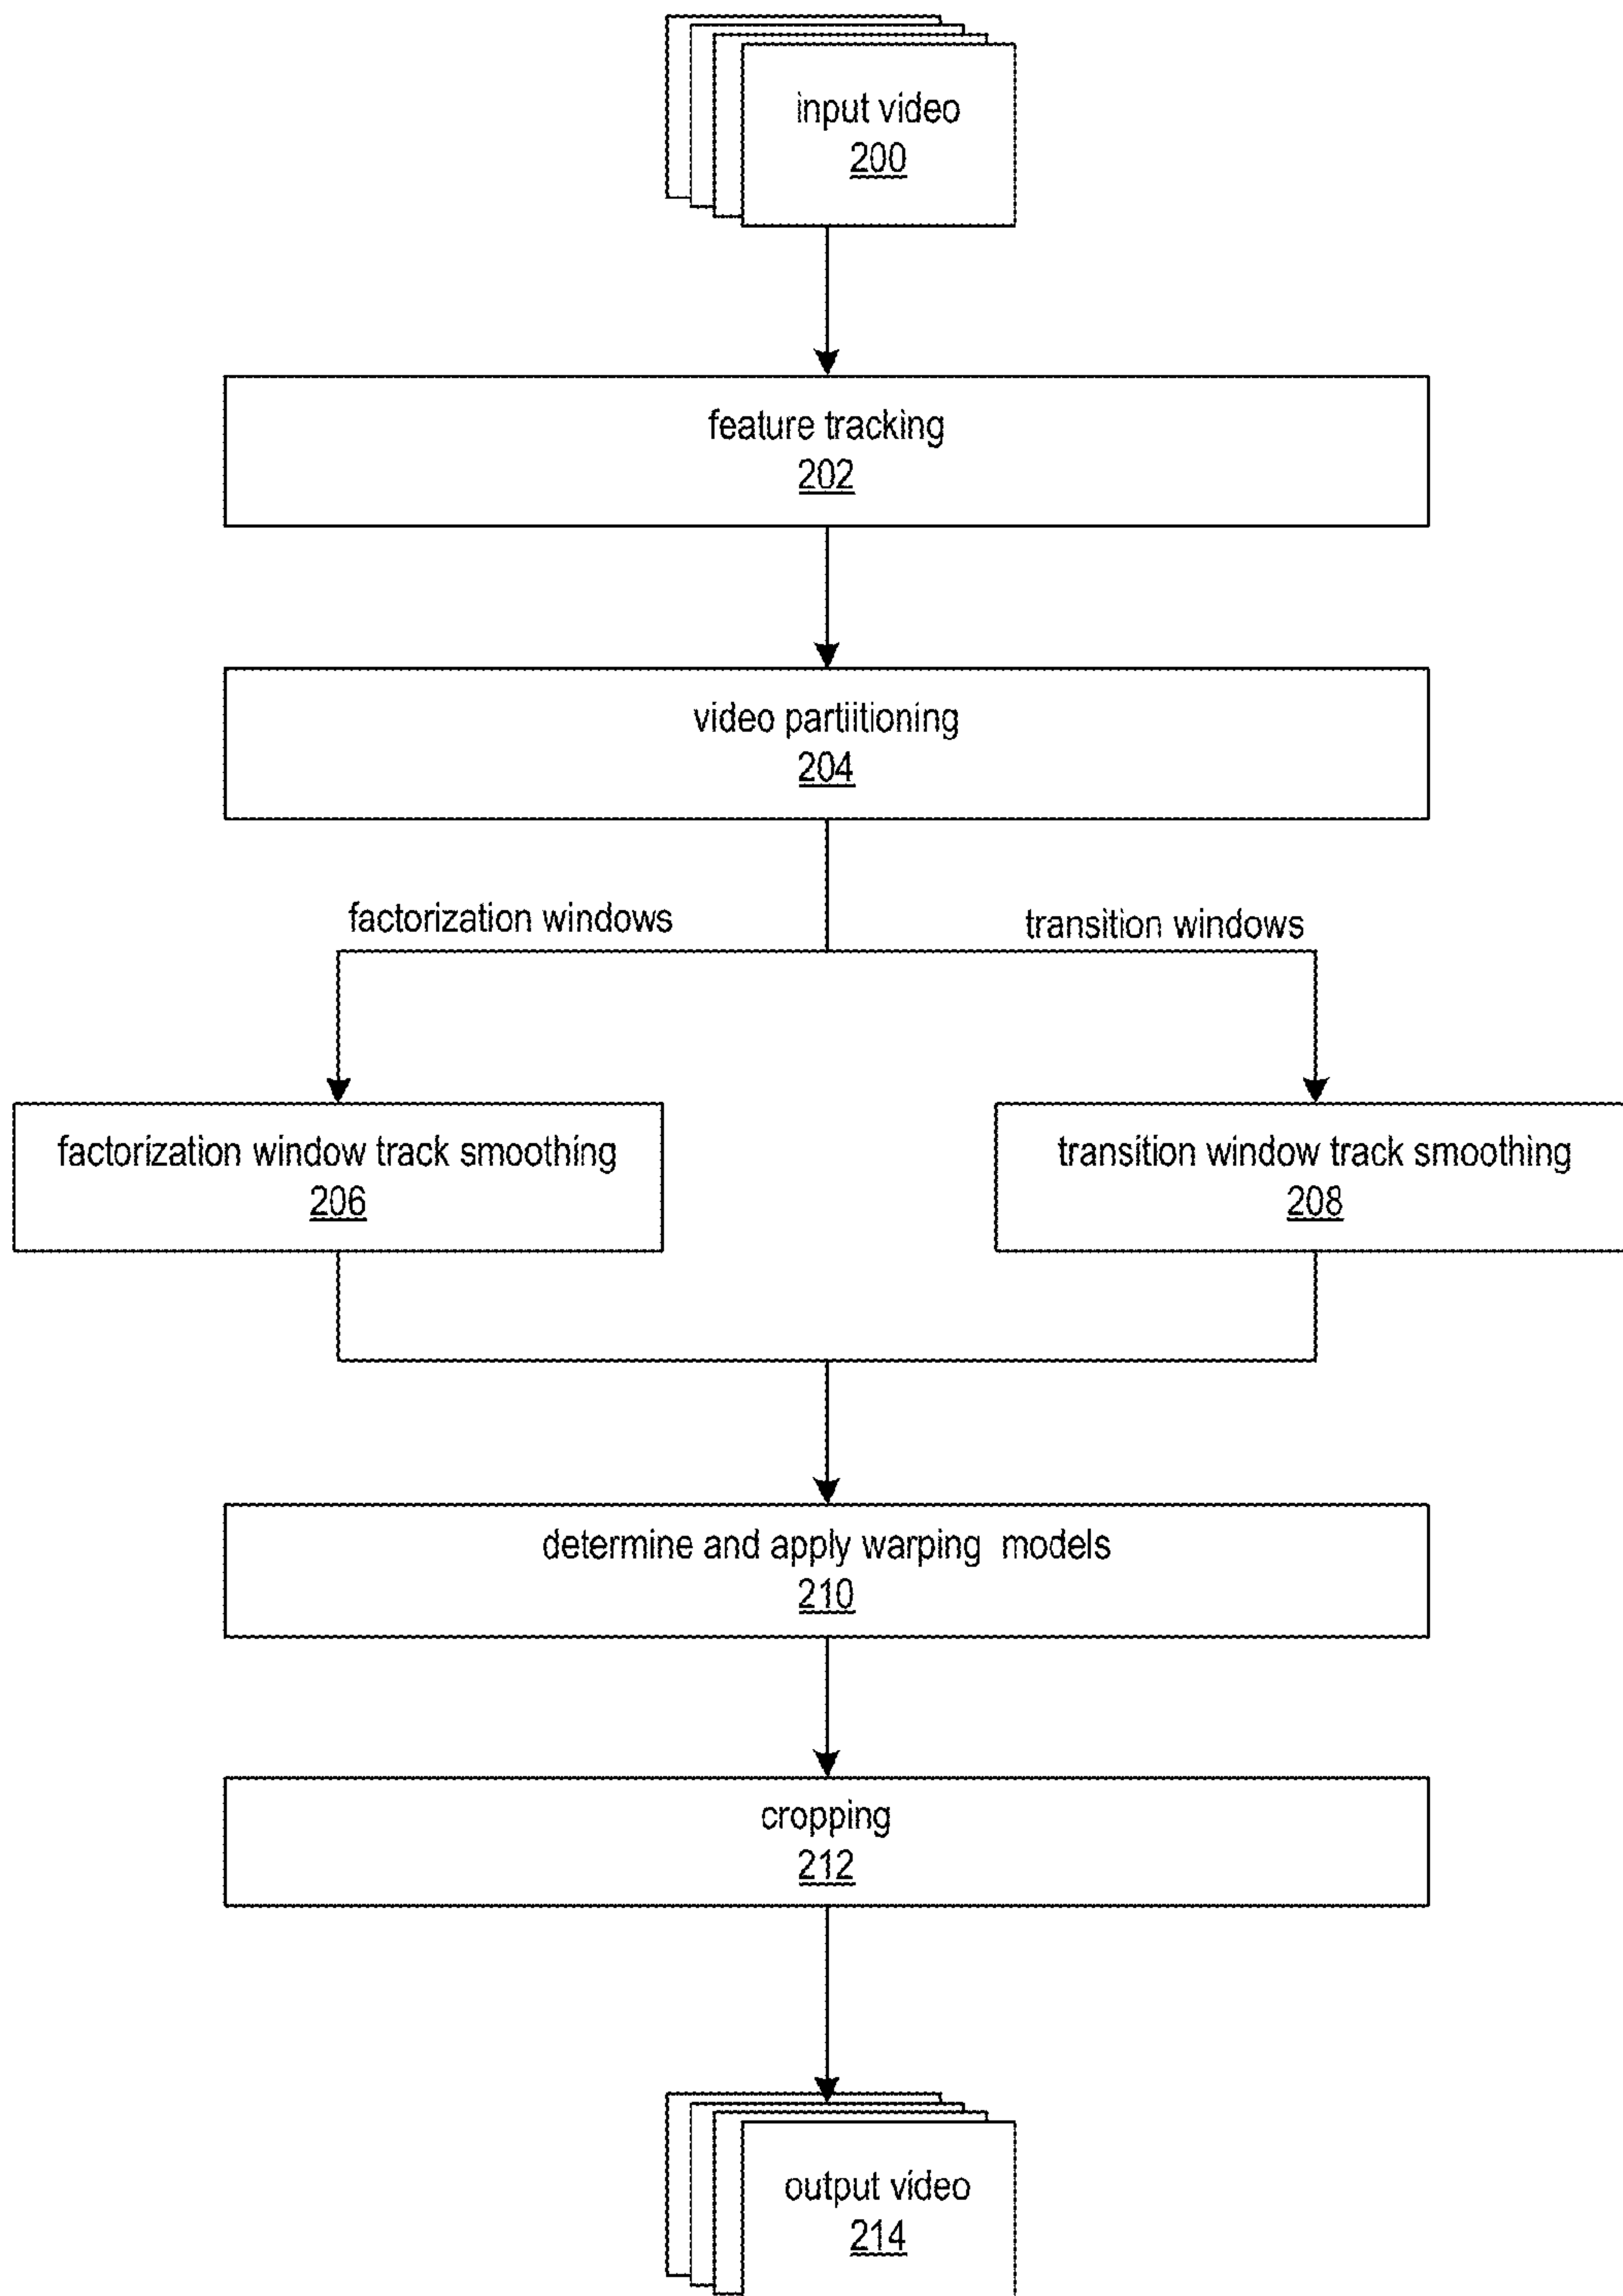 input video
200
feature tracking
202
video partiitioning
204
factorization windows
transition windows
factorization window track smoothing
206
transition window track smoothing
208
determine and apply warping models
210
cropping
212
output video
214